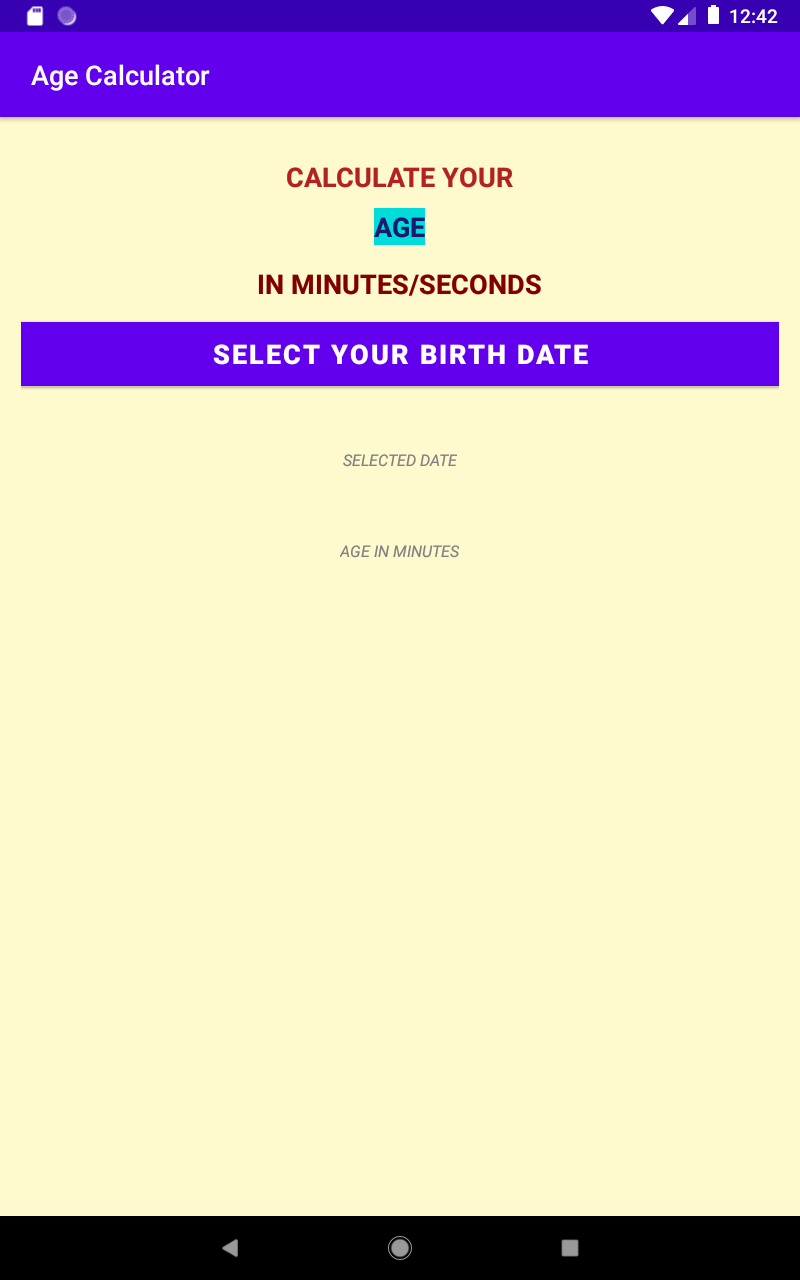 12:42
Age Calculator
CALCULATE YOUR
AGE
IN MINUTES/SECONDS
SELECT YOUR BIRTH DATE
SELECTED DATE
AGE IN MINUTES